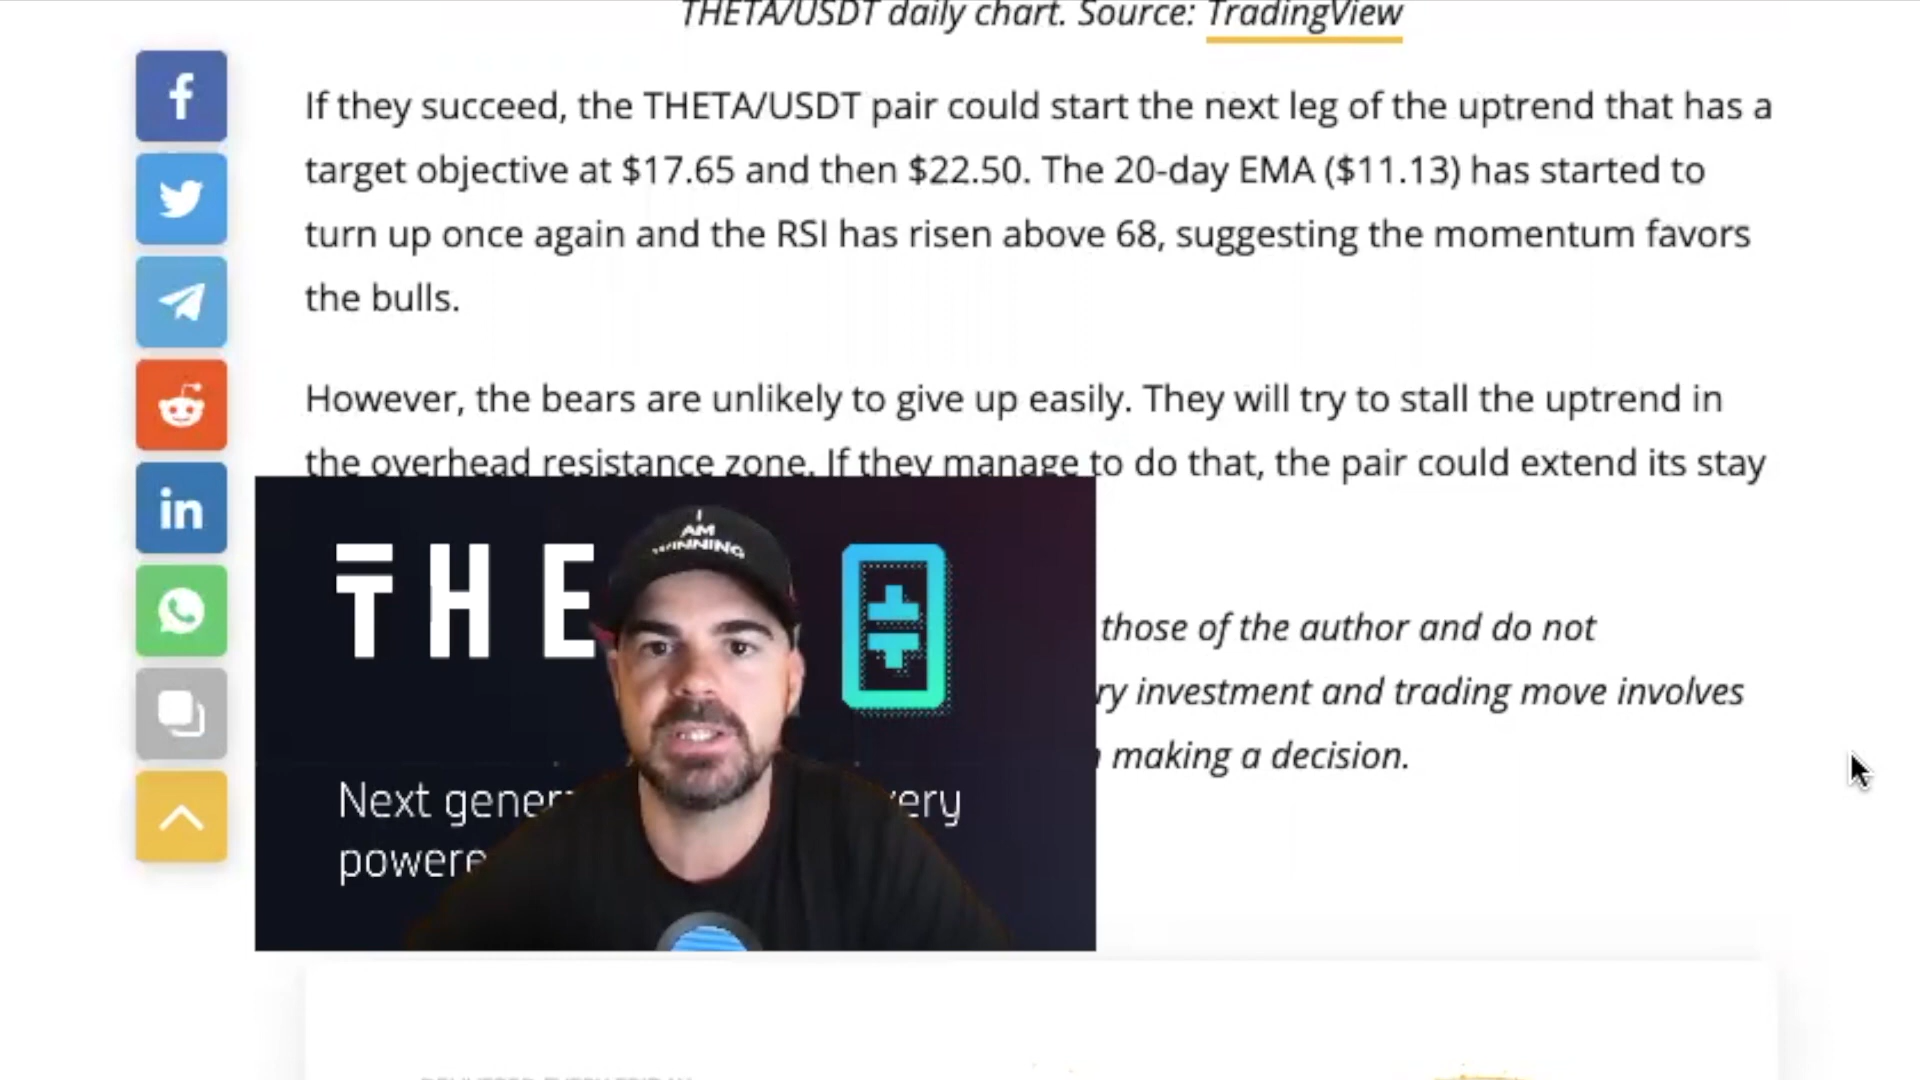 THETA/USDT daily chart. Source: TradingView
If they succeed, the THETA/USDT pair could start the next leg of the uptrend that has a
target objective at $17.65 and then $22.50. The 20-day EMA ($11.13) has started to
turn up once again and the RSI has risen above 68, suggesting the momentum favors
the bulls.
However, the bears are unlikely to give up easily. They will try to stall the uptrend in
the overhead resistance zone. If they manage to do that, the pair could extend its stay
I
AM
WINNING
THE
Next
those of the author and do not
investment and trading move involves
making a decision.